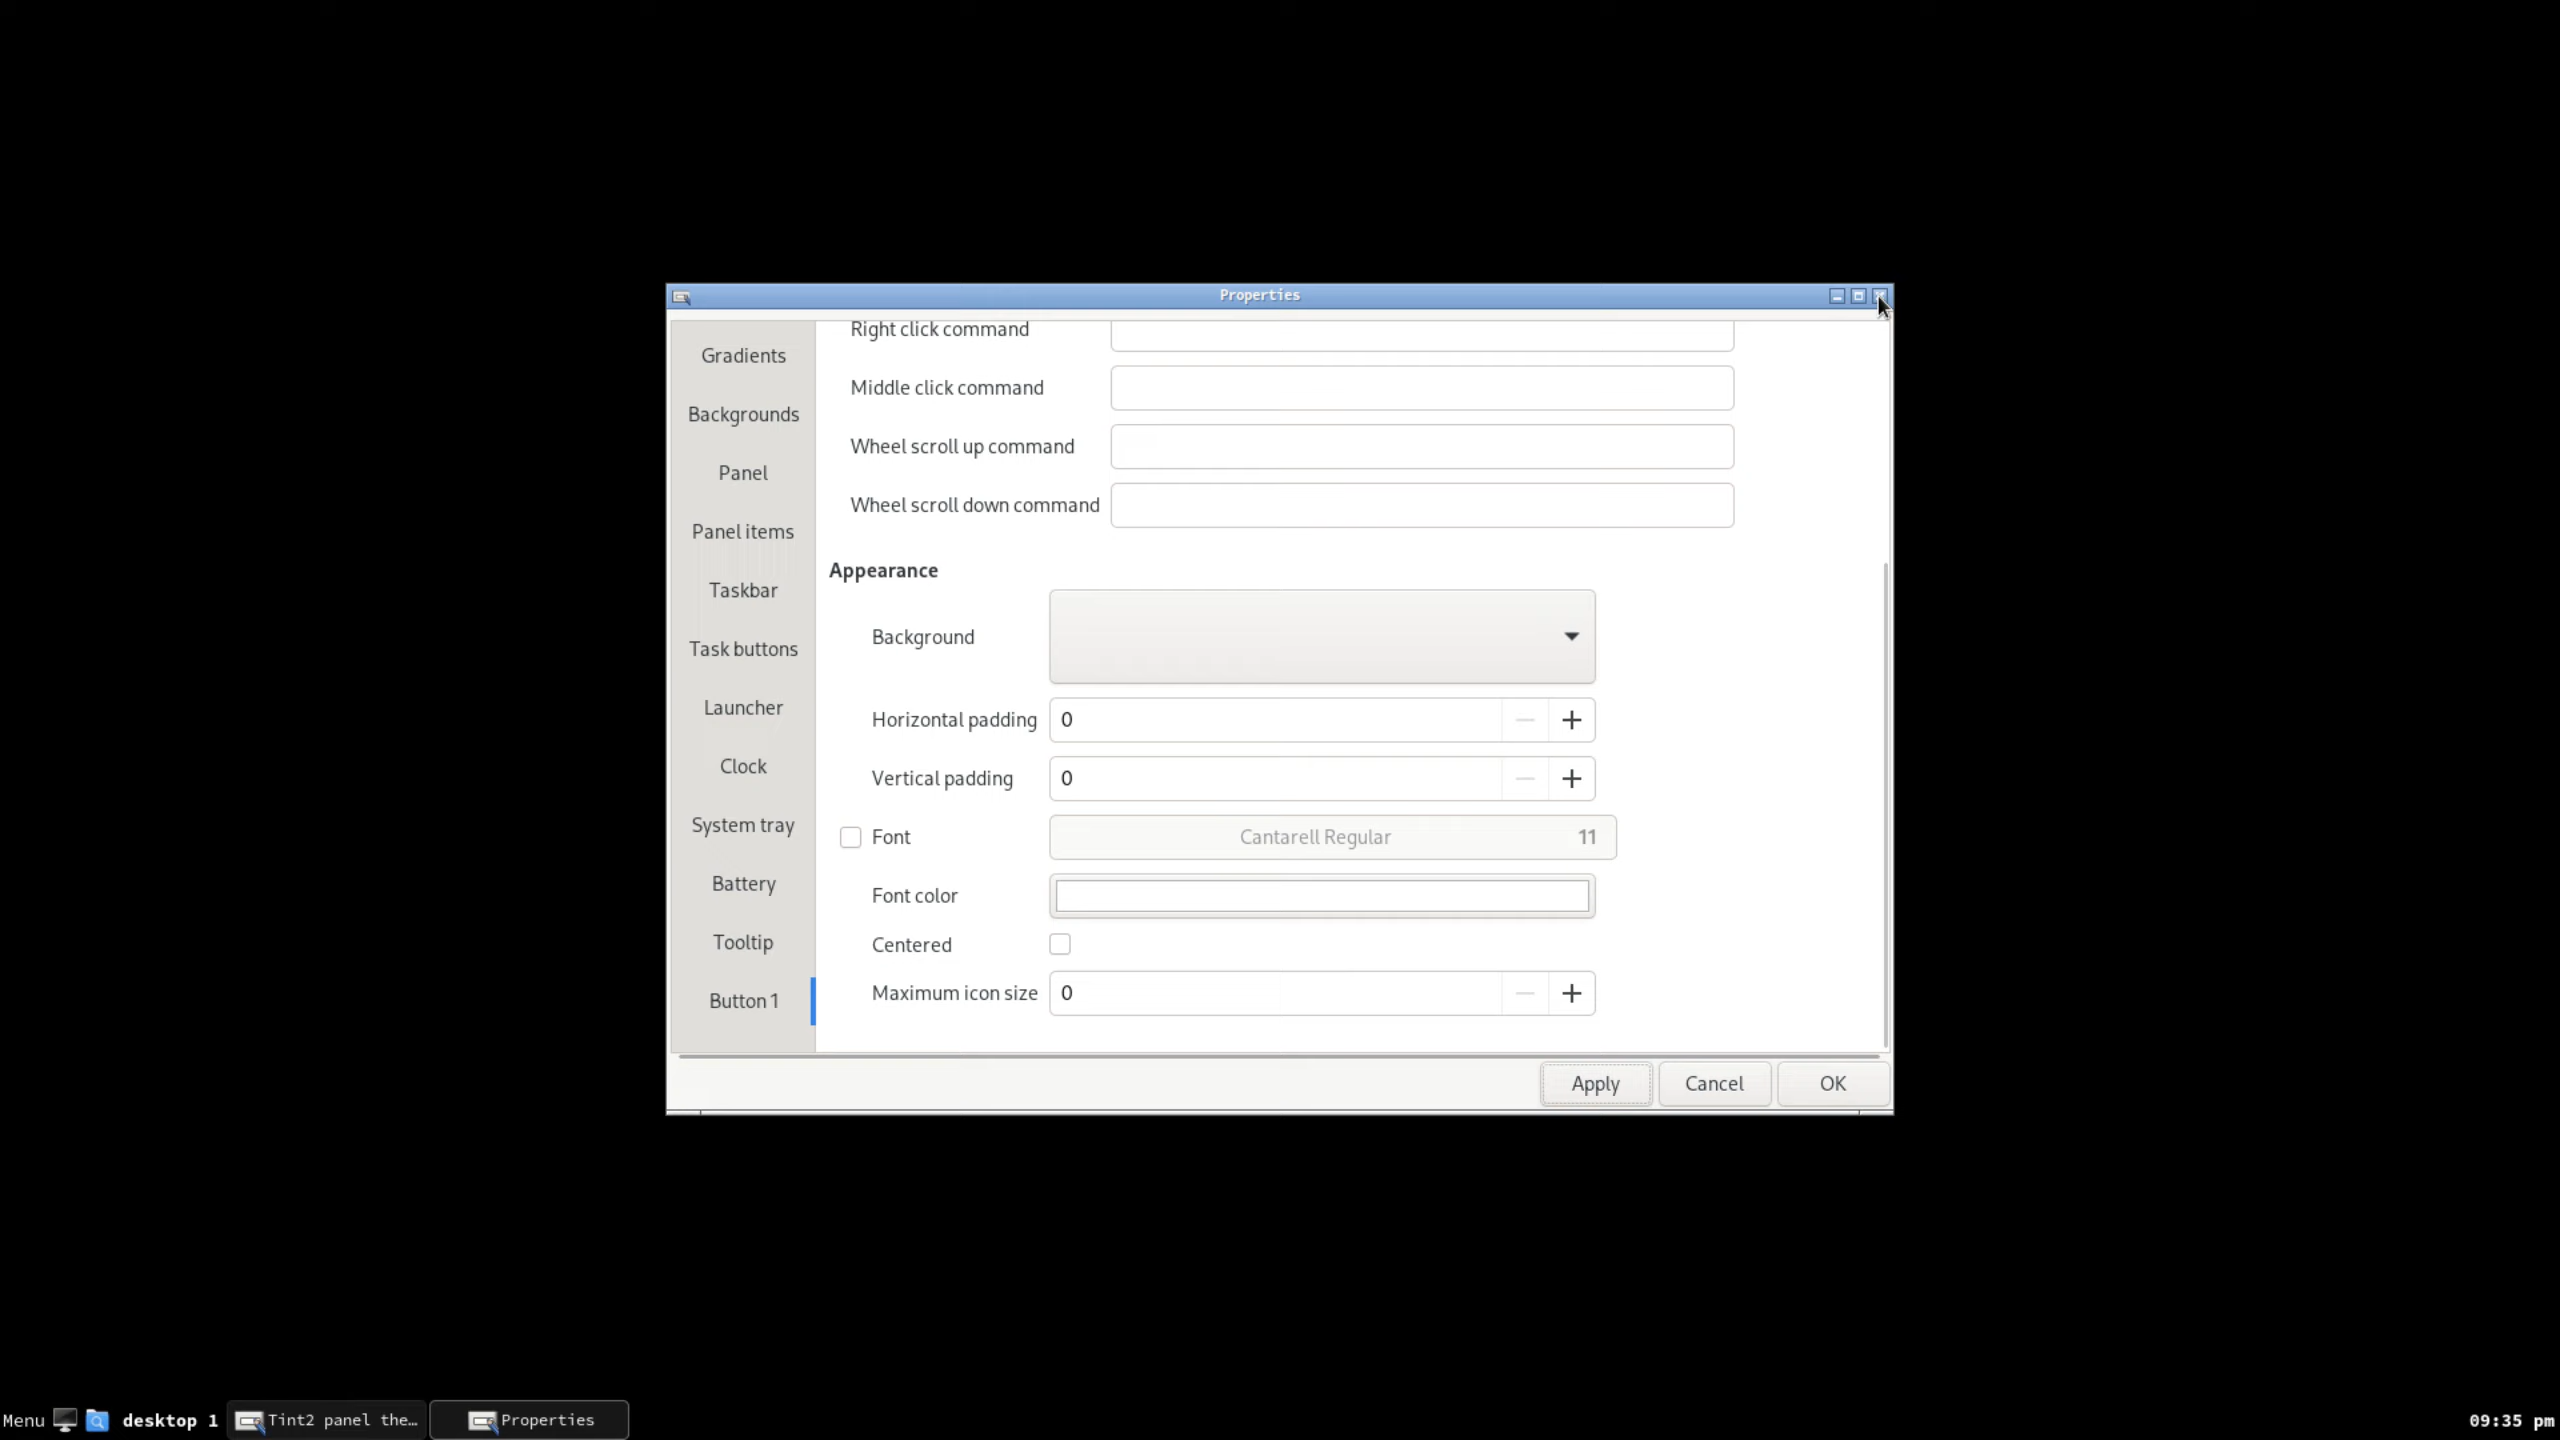 Properties
Gradients
Backgrounds
Panel
Panel items
Taskbar
Task buttons
Launcher
Clock
System tray
Battery
Tooltip
Button 1
Right click command
Middle click command
Wheel scroll up command
Wheel scroll down command
Appearance
Background
Horizontal padding 0
Vertical padding 0
Font Cantarell Regular 11
Font color
Centered
Maximum icon size 0
Apply Cancel OK
Menu desktop 1 Tint2 panel the… Properties 09:35 pm